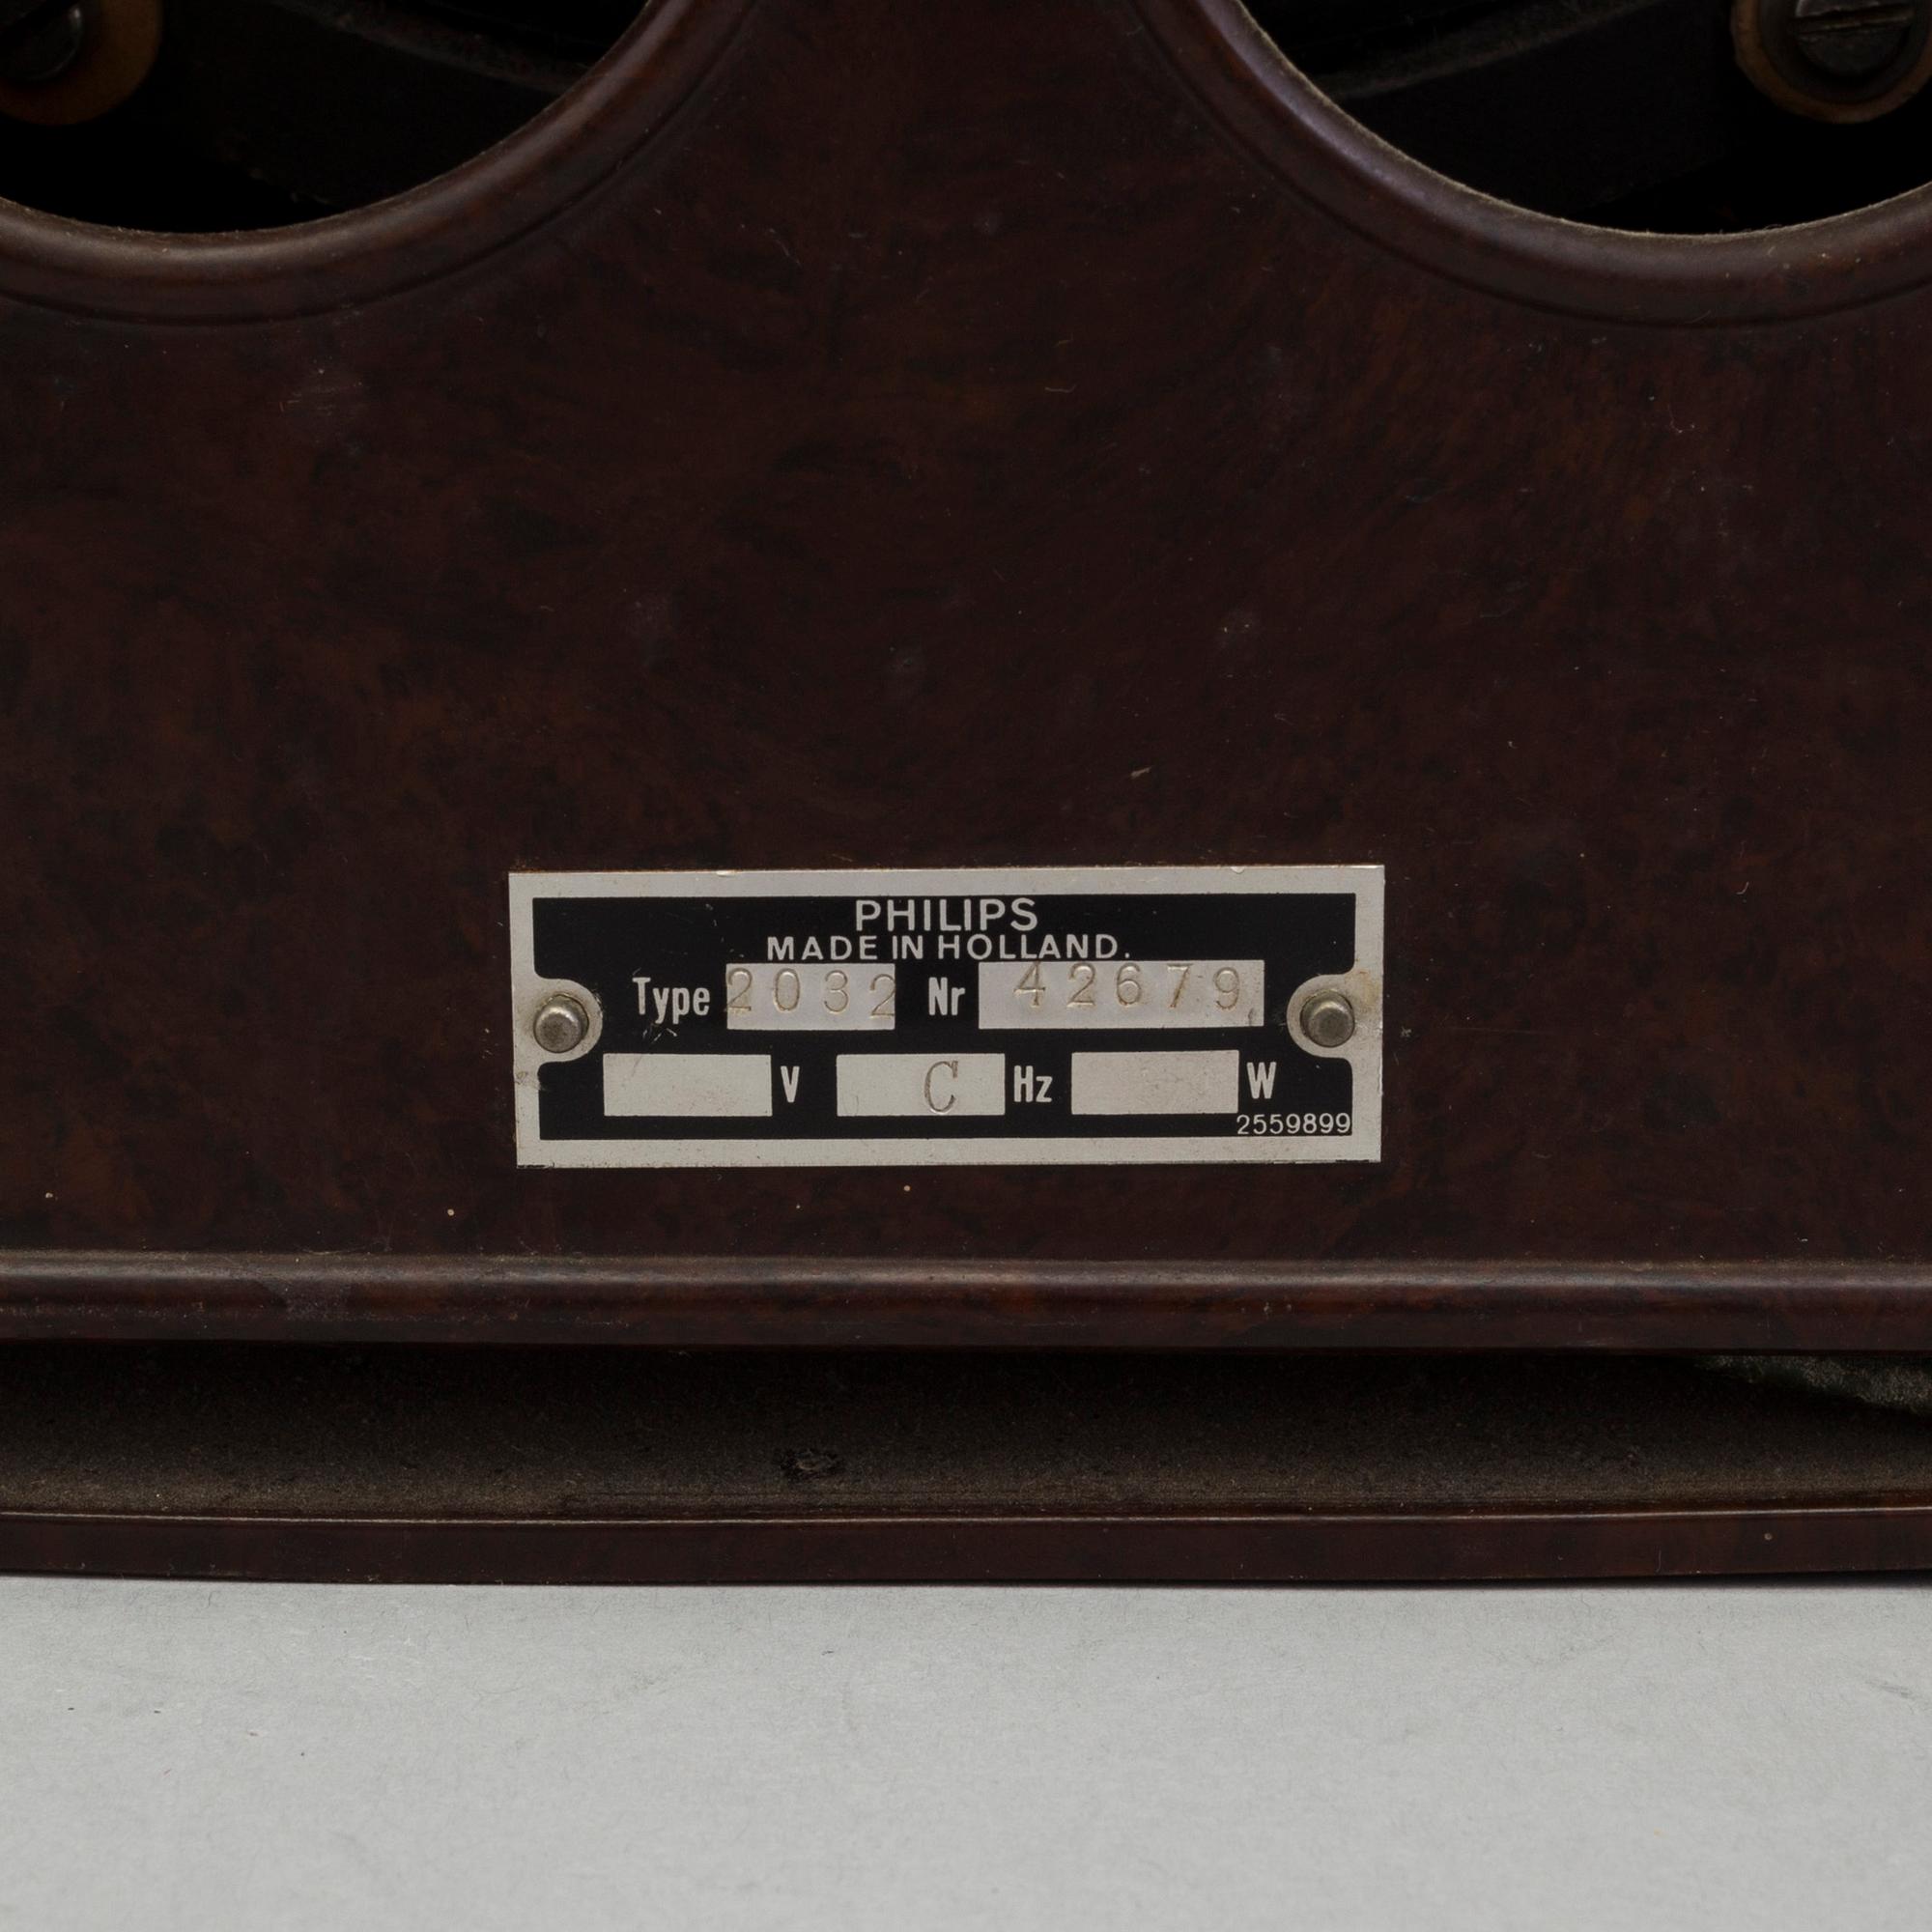 PHILIPS
MADE IN HOLLAND.
Type 2032 Nr 42679
V C Hz W
2559899